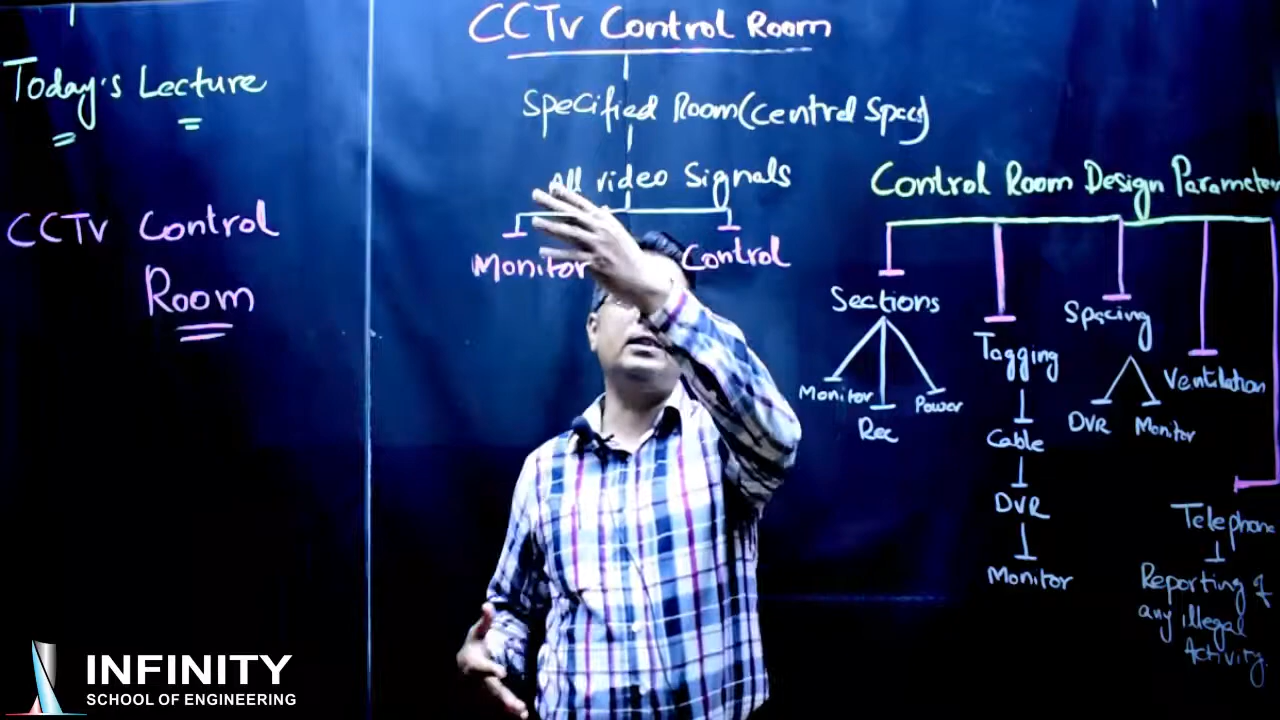 Today's Lecture
CCTV Control
Room
CCTV Control Room
Specified Room (Central Space)
All video Signals
Monitor
Control
Control Room Design Parameter
Sections
Monitor
Rec
Power
Tagging
Cable
DVR
Monitor
Spacing
DVR
Monitor
Ventilation
Telephone
Reporting of
any illegal
Activity.
INFINITY
SCHOOL OF ENGINEERING